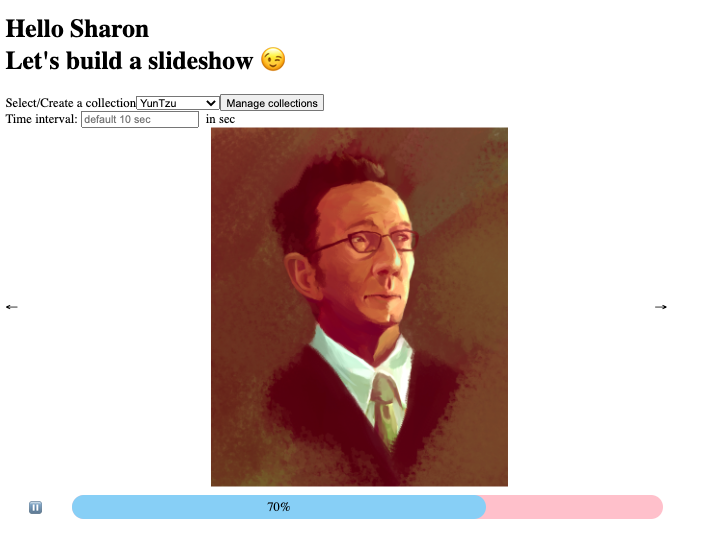 Hello Sharon
Let's build a slideshow 😉
Select/Create a collection YunTzu Manage collections
Time interval: default 10 sec in sec
← →
70%